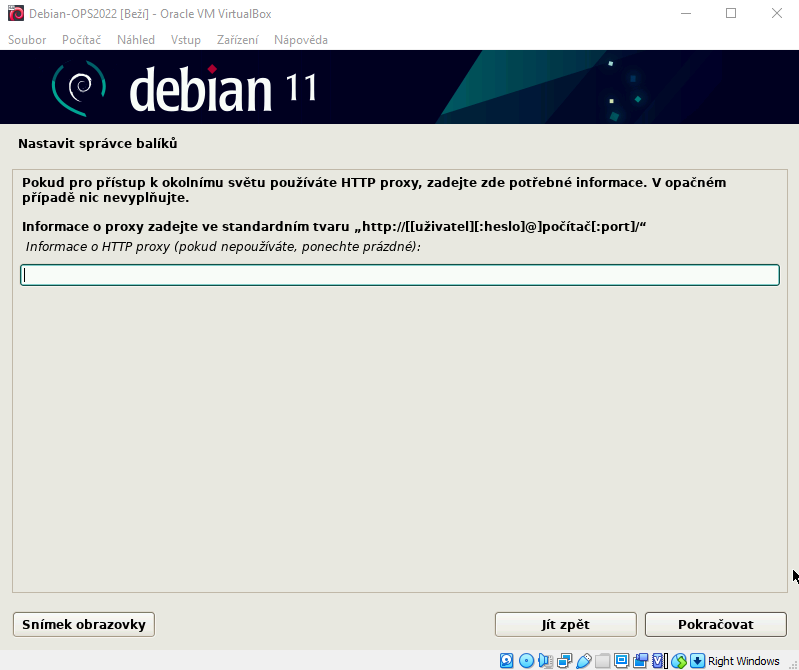 Debian-OPS2022 [Beží] - Oracle VM VirtualBox
Soubor Počítač Náhled Vstup Zařízení Nápověda
debian 11
Nastavit správce balíků
Pokud pro přístup k okolnímu světu používáte HTTP proxy, zadejte zde potřebné informace. V opačném
případě nic nevyplňujte.
Informace o proxy zadejte ve standardním tvaru „http://[[uživatel][:heslo]@]počítač[:port]/“
Informace o HTTP proxy (pokud nepoužíváte, ponechte prázdné):
Snímek obrazovky Jít zpět Pokračovat
Right Windows